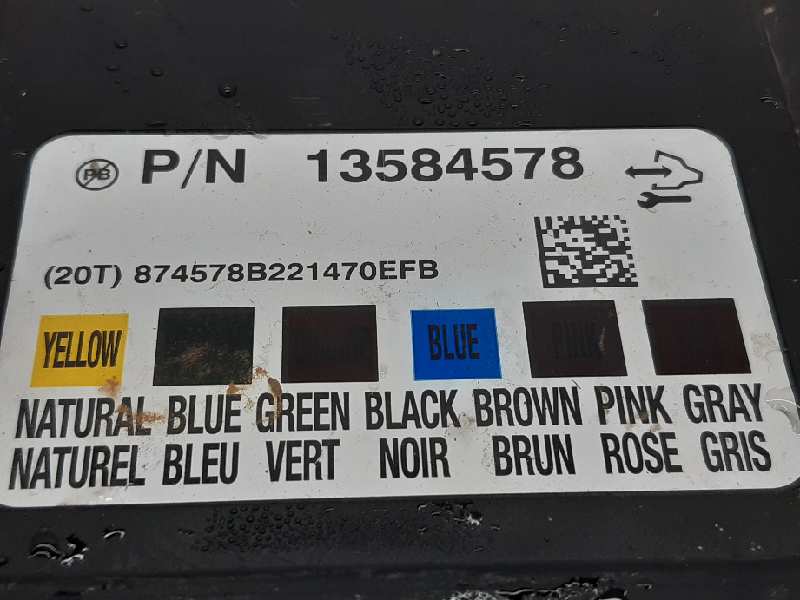 PB P/N 13584578
(20T) 874578B221470EFB
YELLOW BLUE PINK
NATURAL BLUE GREEN BLACK BROWN PINK GRAY
NATUREL BLEU VERT NOIR BRUN ROSE GRIS